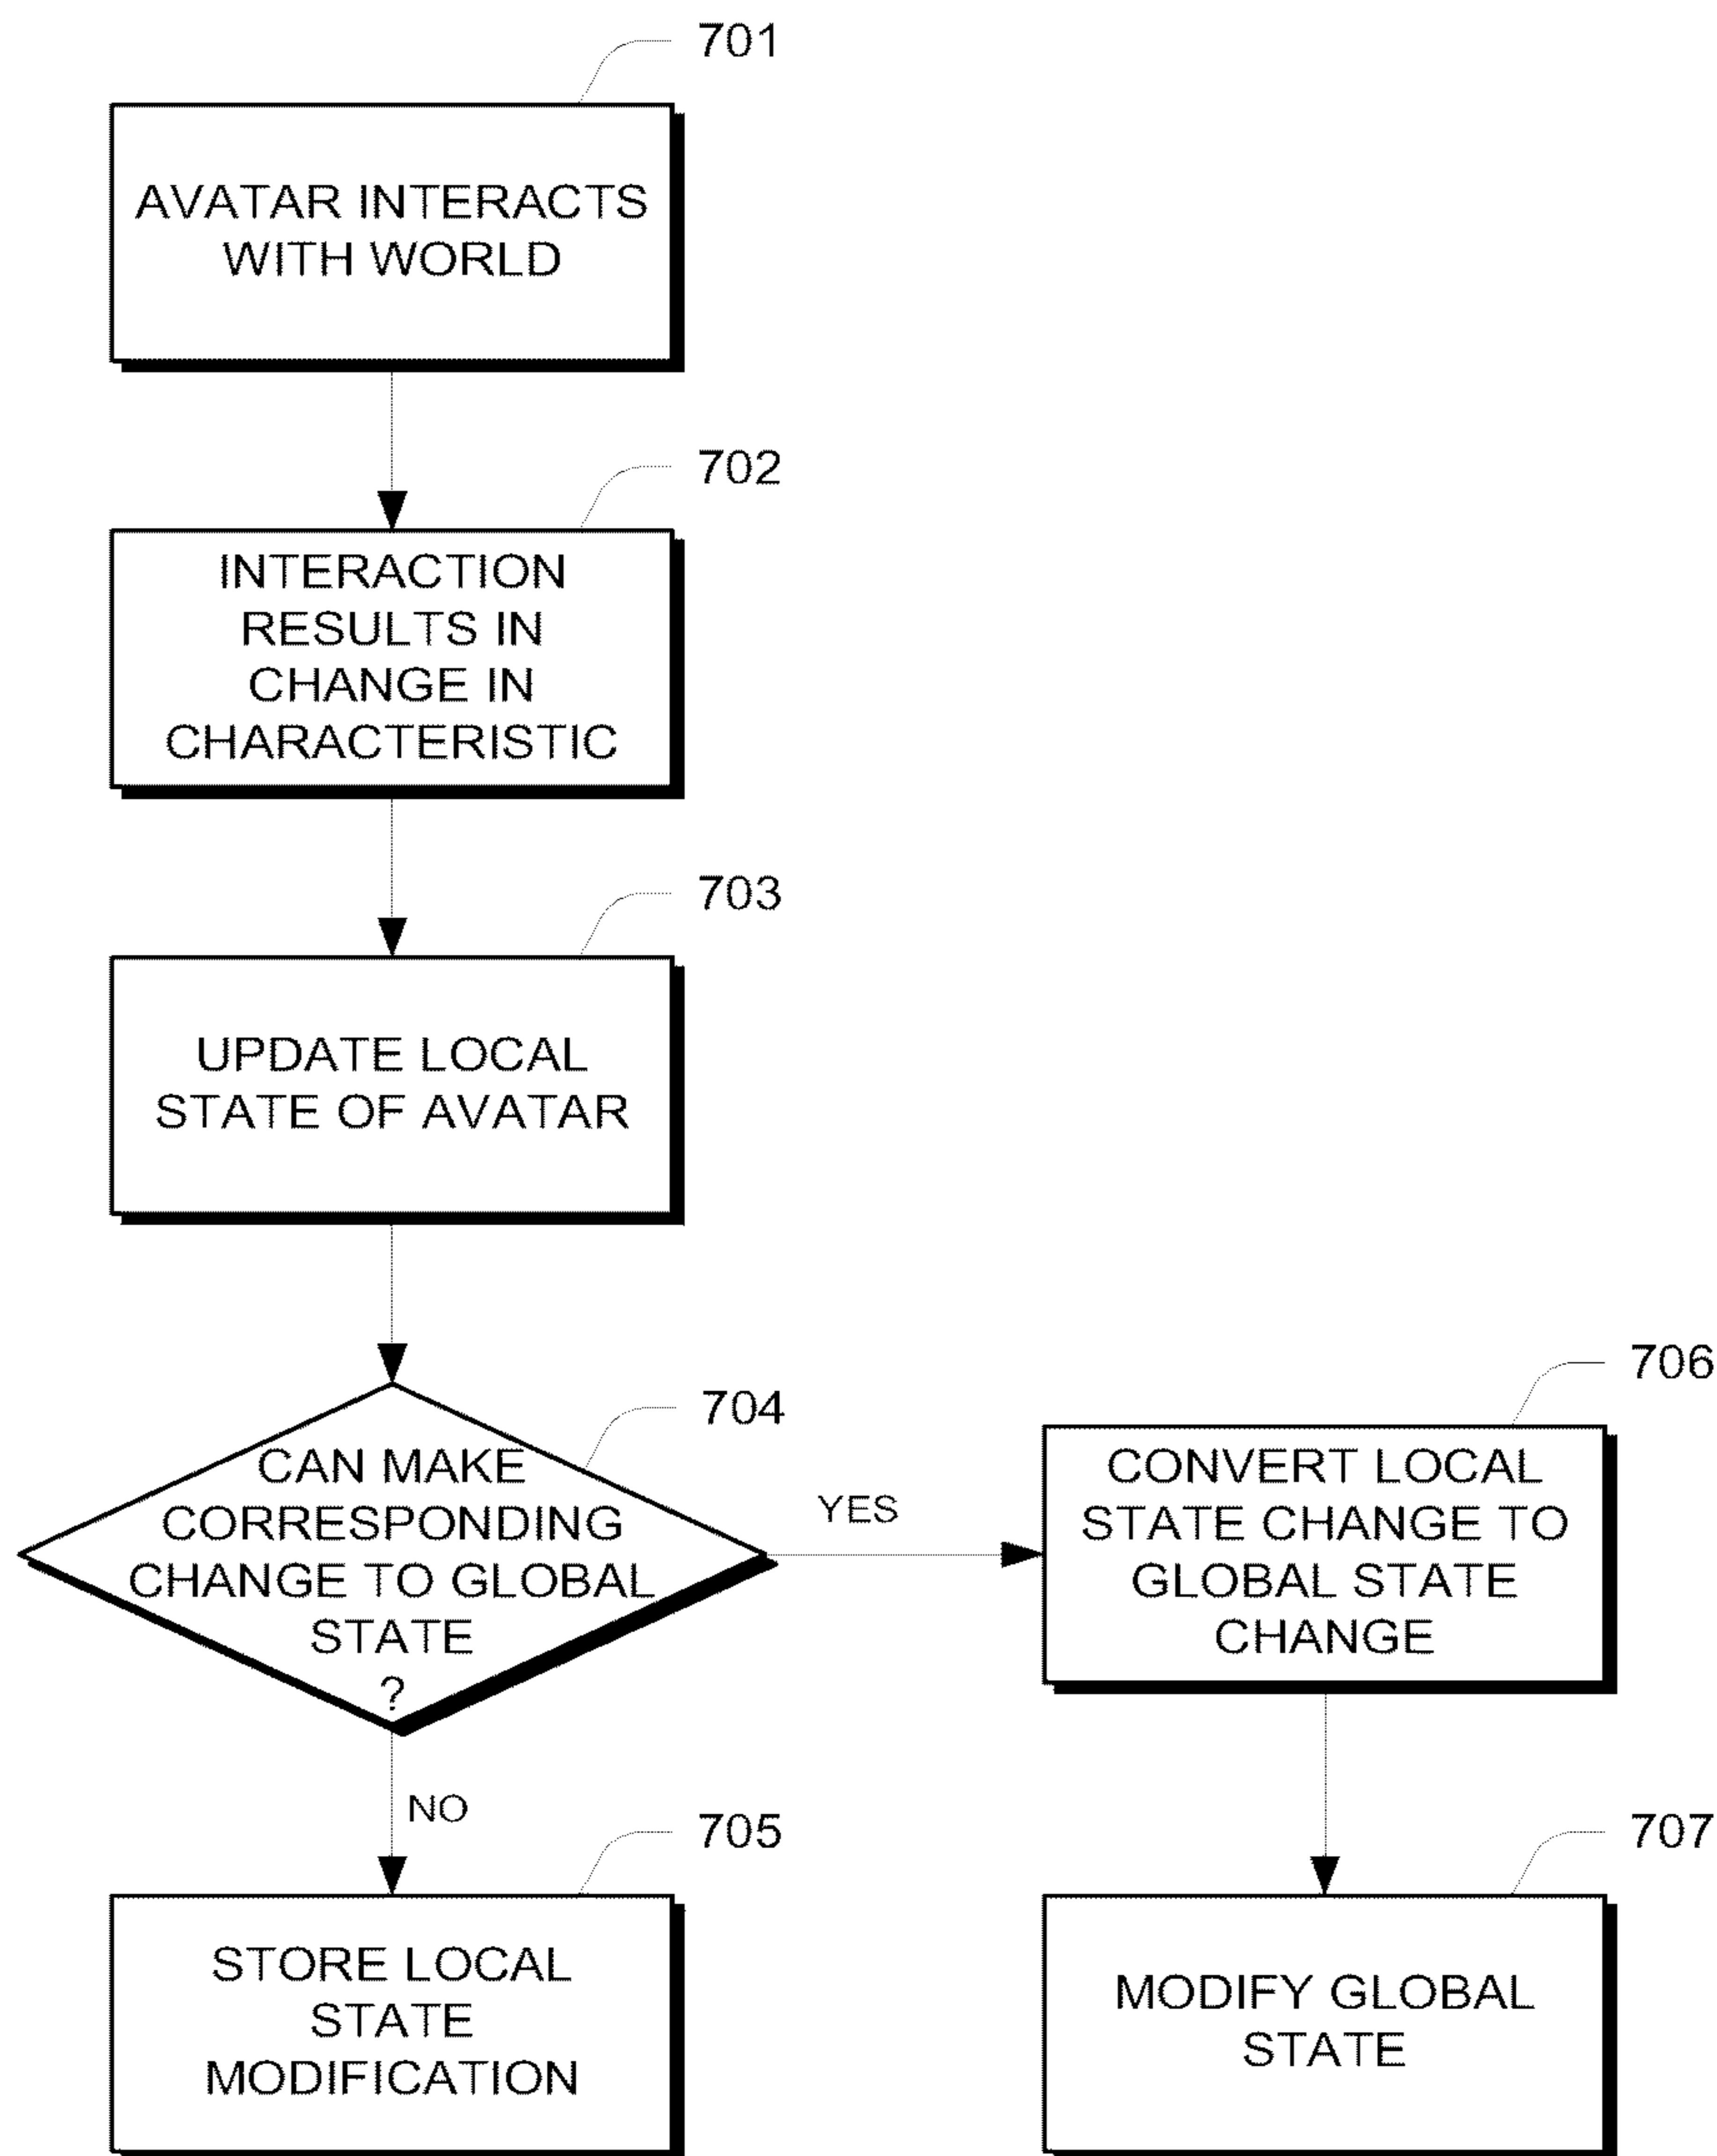 701
AVATAR INTERACTS
WITH WORLD
702
INTERACTION
RESULTS IN
CHANGE IN
CHARACTERISTIC
703
UPDATE LOCAL
STATE OF AVATAR
704
CAN MAKE
CORRESPONDING
CHANGE TO GLOBAL
STATE
?
YES
706
CONVERT LOCAL
STATE CHANGE TO
GLOBAL STATE
CHANGE
NO
705
STORE LOCAL
STATE
MODIFICATION
707
MODIFY GLOBAL
STATE